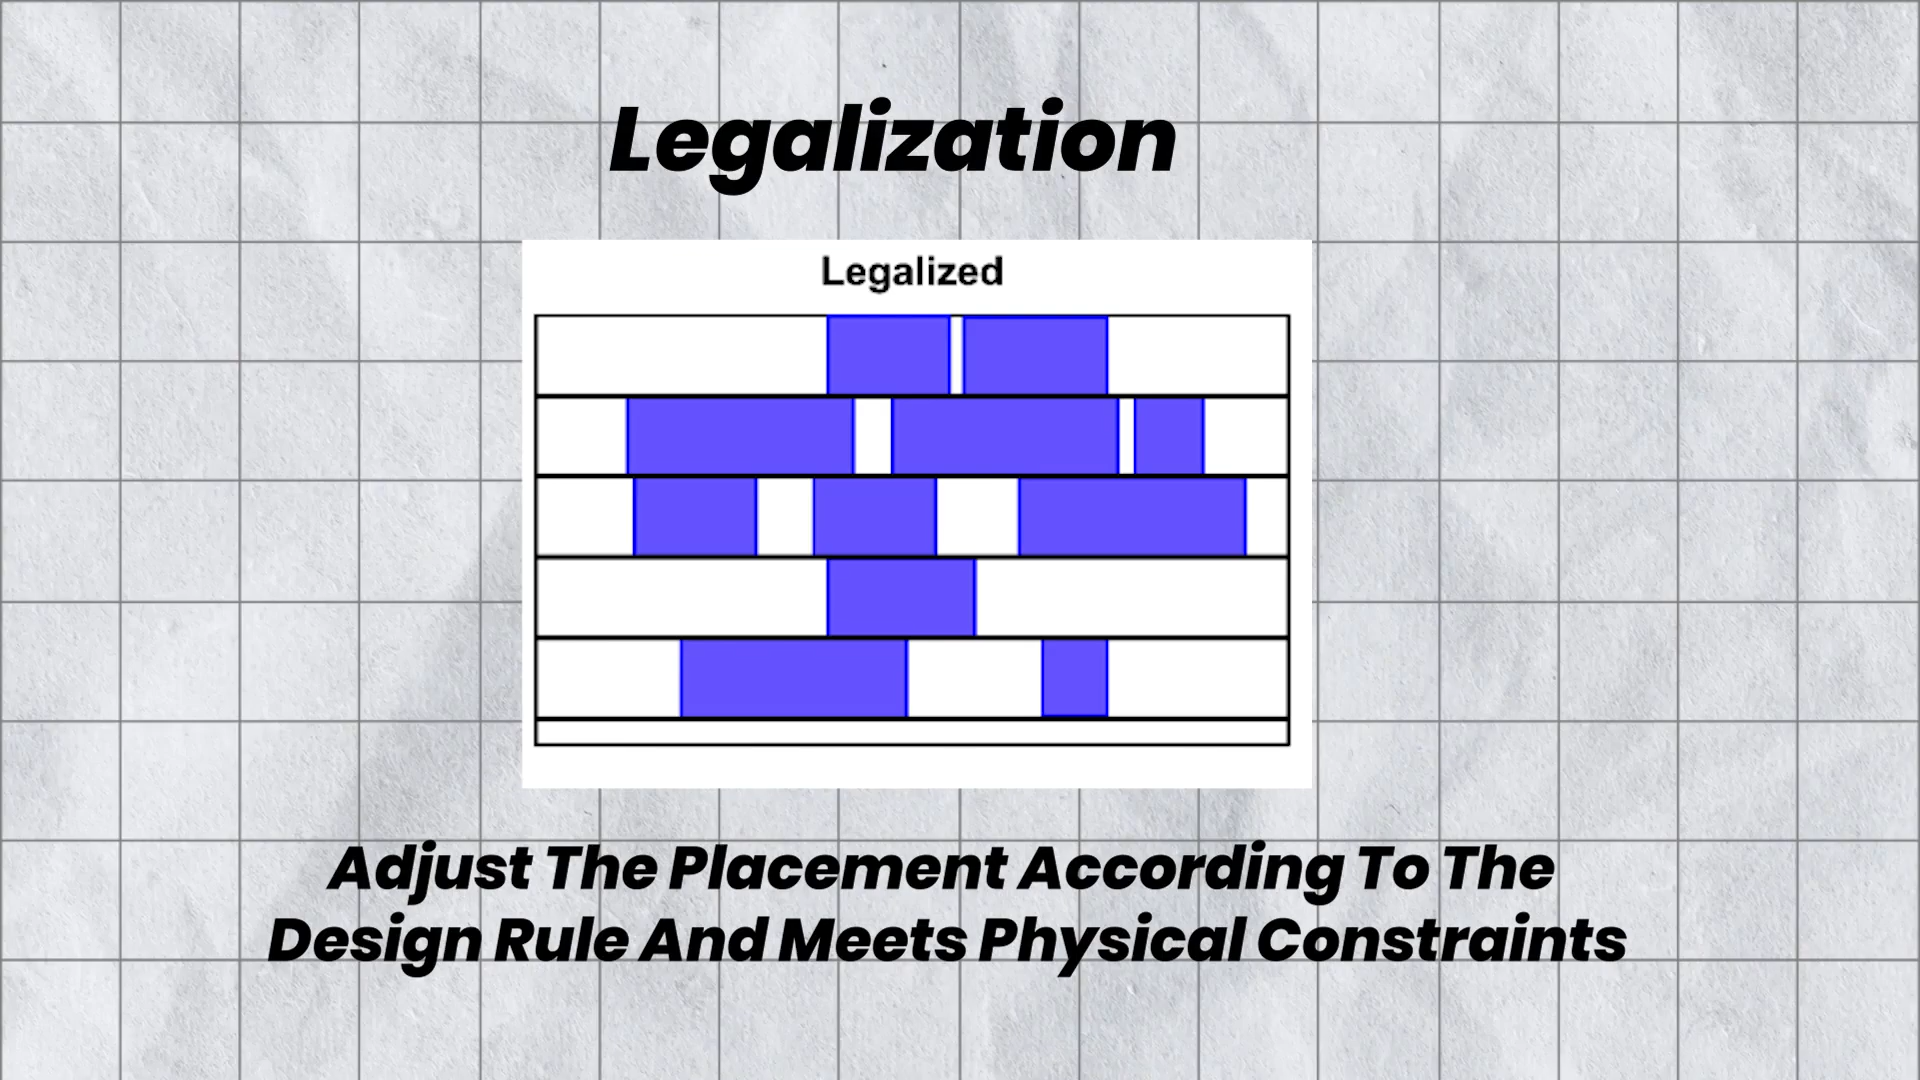 Legalization
Legalized
Adjust The Placement According To The
Design Rule And Meets Physical Constraints